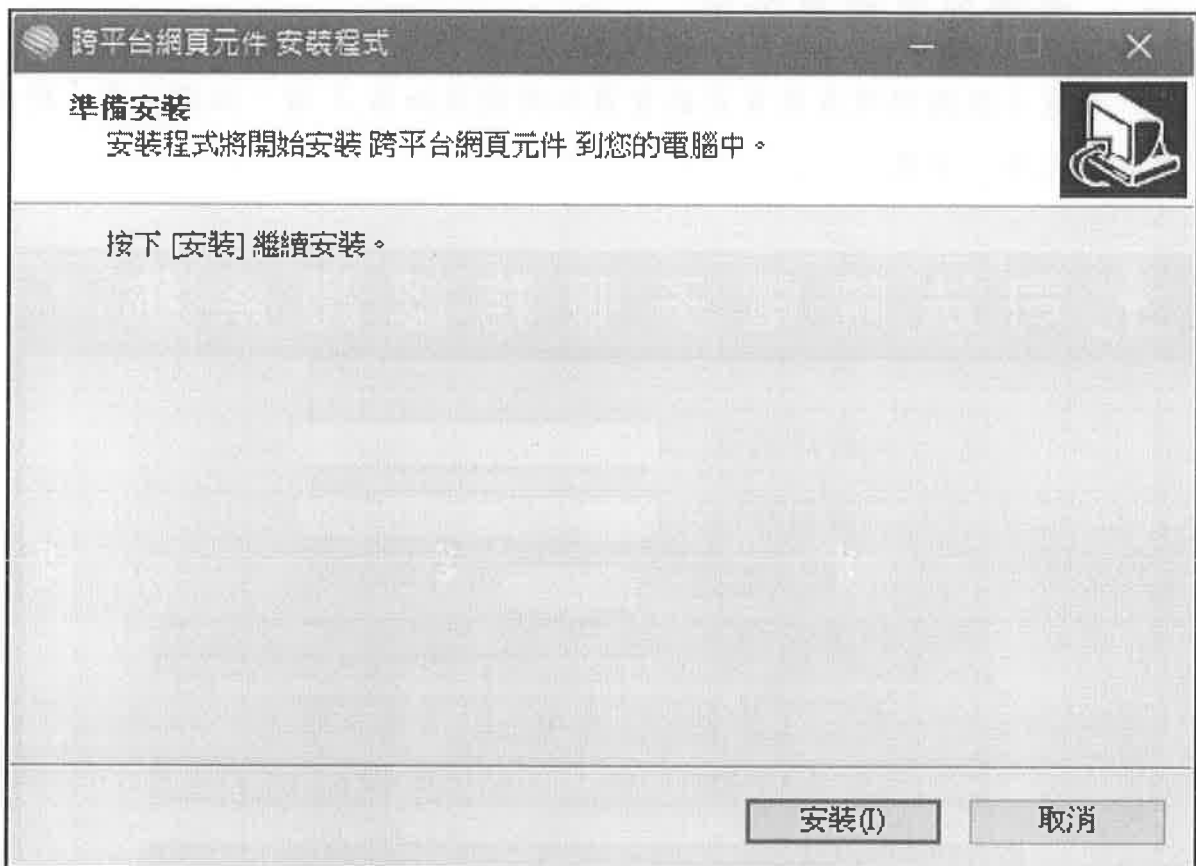 跨平台網頁元件 安裝程式
準備安裝
安裝程式將開始安裝 跨平台網頁元件 到您的電腦中。
按下 [安裝] 繼續安裝。
安裝(I)
取消